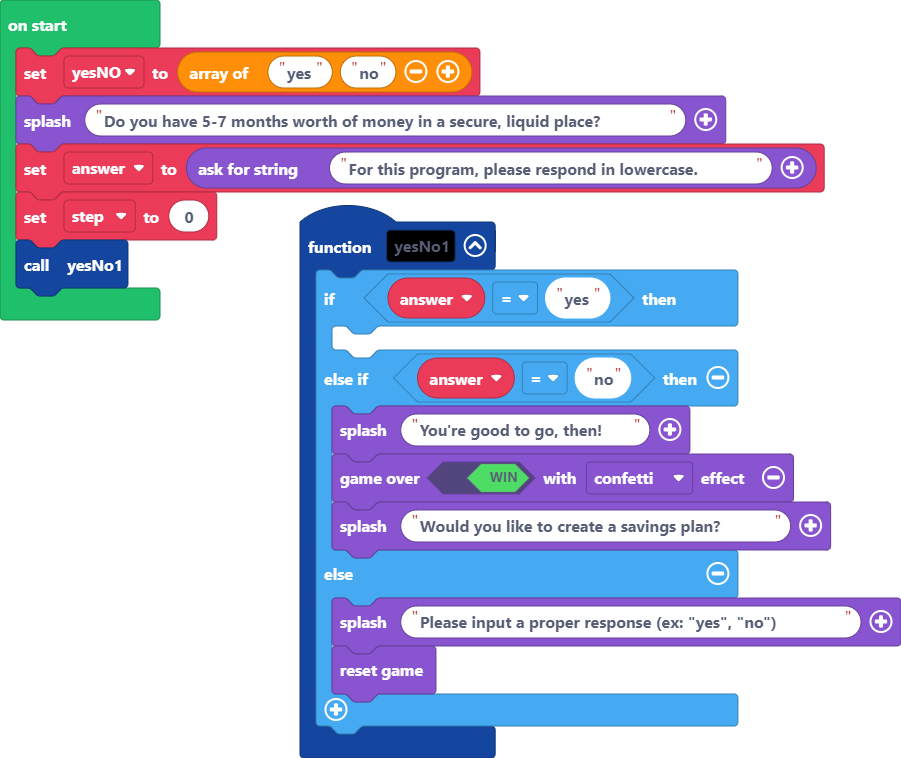 on start
set yesNO to array of "yes" "no"
splash "Do you have 5-7 months worth of money in a secure, liquid place?"
set answer to ask for string "For this program, please respond in lowercase."
set step to 0
call yesNo1
function yesNo1
if answer = "yes" then
else if answer = "no" then
splash "You're good to go, then!"
game over WIN with confetti effect
splash "Would you like to create a savings plan?"
else
splash "Please input a proper response (ex: "yes", "no")"
reset game